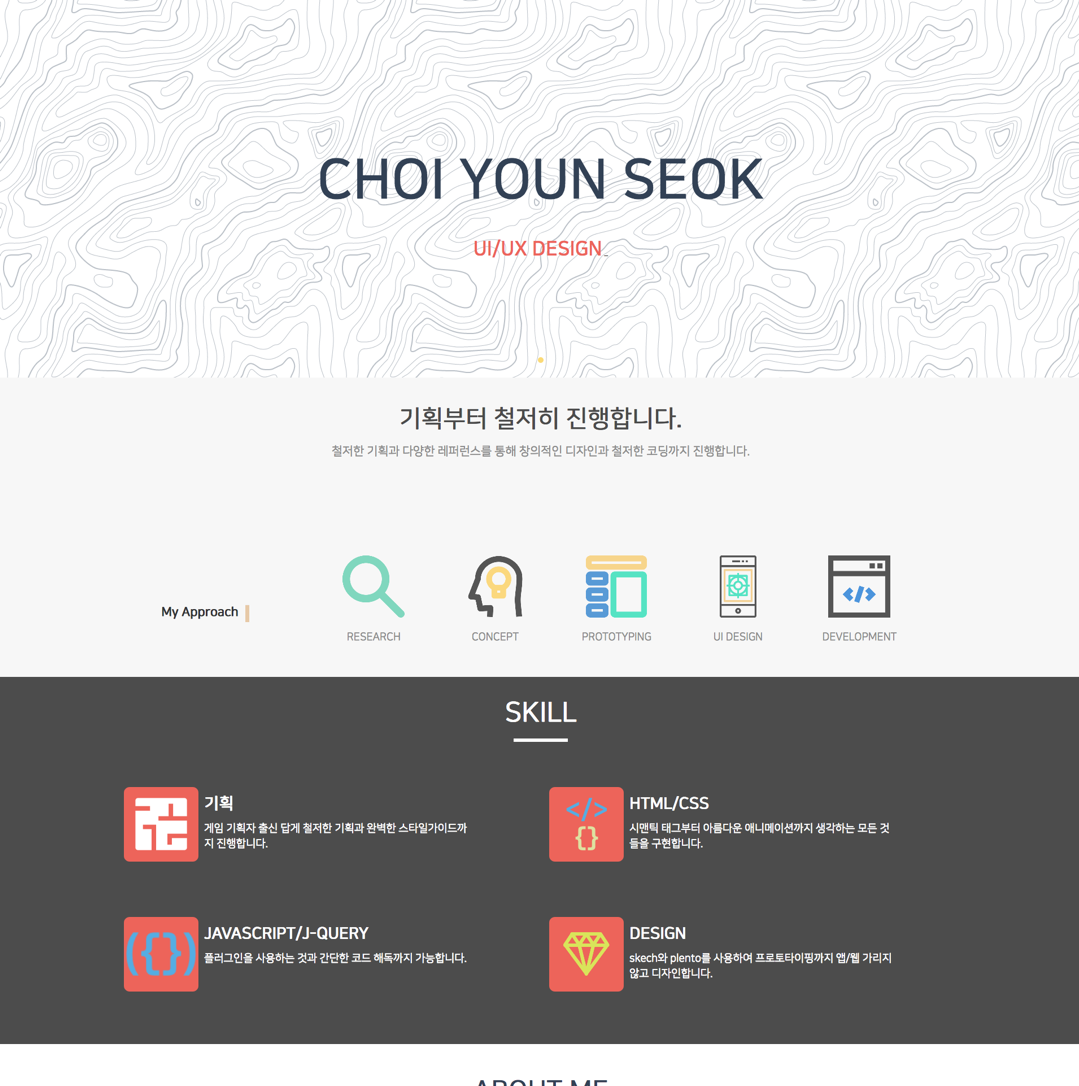 CHOI YOUN SEOK
UI/UX DESIGN_
기획부터 철저히 진행합니다.
철저한 기획과 다양한 레퍼런스를 통해 창의적인 디자인과 철저한 코딩까지 진행합니다.
My Approach
RESEARCH
CONCEPT
PROTOTYPING
UI DESIGN
DEVELOPMENT
SKILL
기획
게임 기획자 출신 답게 철저한 기획과 완벽한 스타일가이드까
지 진행합니다.
HTML/CSS
시맨틱 태그부터 아름다운 애니메이션까지 생각하는 모든 것
들을 구현합니다.
JAVASCRIPT/J-QUERY
플러그인을 사용하는 것과 간단한 코드 해독까지 가능합니다.
DESIGN
skech와 plento를 사용하여 프로토타이핑까지 앱/웹 가리지
않고 디자인합니다.
ABOUT ME